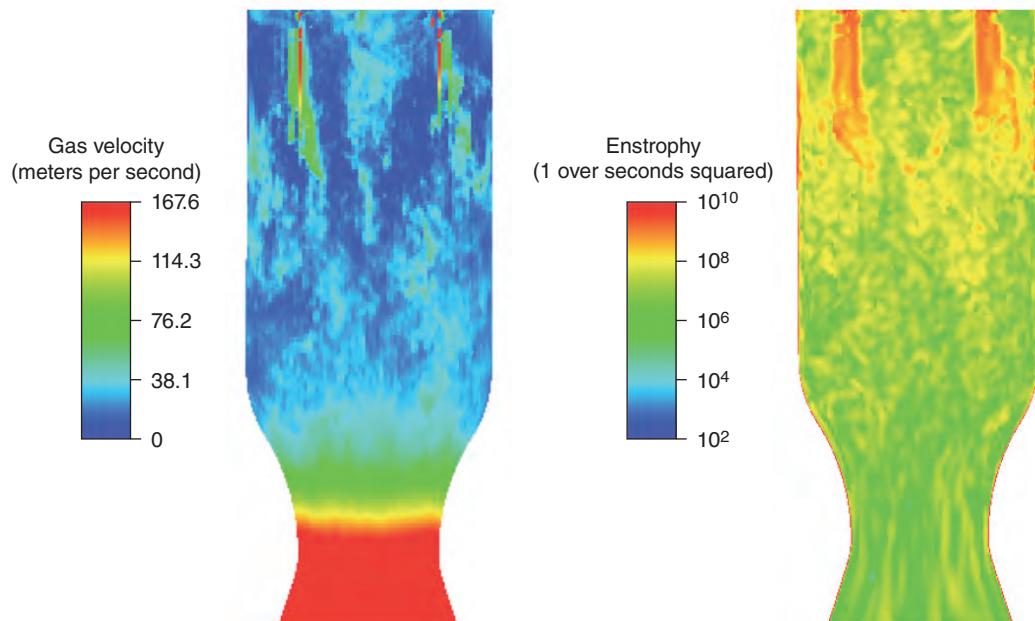 Gas velocity
(meters per second)
167.6
114.3
76.2
38.1
0
Enstrophy
(1 over seconds squared)
10¹⁰
10⁸
10⁶
10⁴
10²